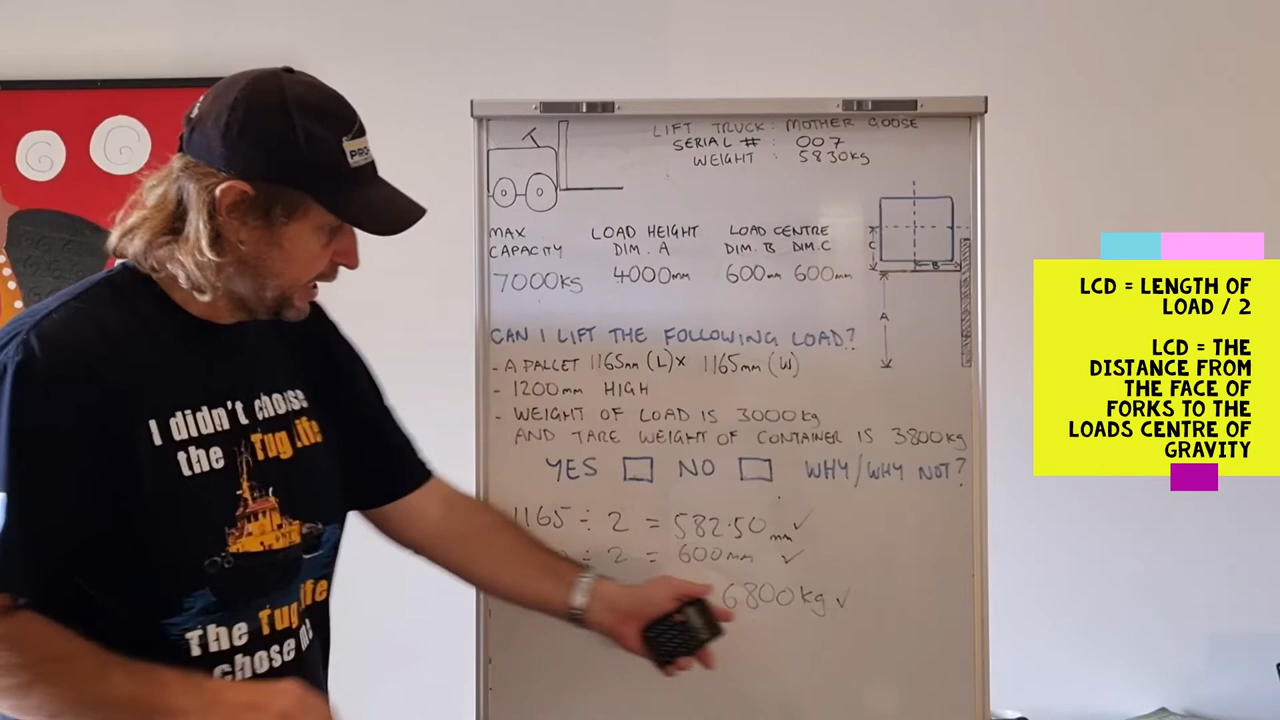 LIFT TRUCK: MOTHER GOOSE
SERIAL # : 007
WEIGHT : 5830kg
MAX CAPACITY
7000kgs
LOAD HEIGHT
DIM. A
4000mm
LOAD CENTRE
DIM. B DIM. C
600mm 600mm
C
B
A
CAN I LIFT THE FOLLOWING LOAD?
- A PALLET 1165mm (L) x 1165mm (W)
- 1200mm HIGH
- WEIGHT OF LOAD IS 3000kg
AND TARE WEIGHT OF CONTAINER IS 3800kg
YES NO WHY/WHY NOT?
1165 ÷ 2 = 582.50mm ✓
÷ 2 = 600mm ✓
6800kg ✓
LCD = LENGTH OF
LOAD / 2
LCD = THE
DISTANCE FROM
THE FACE OF
FORKS TO THE
LOADS CENTRE OF
GRAVITY
I didn't choose
the Tug life
The Tug life
chose me